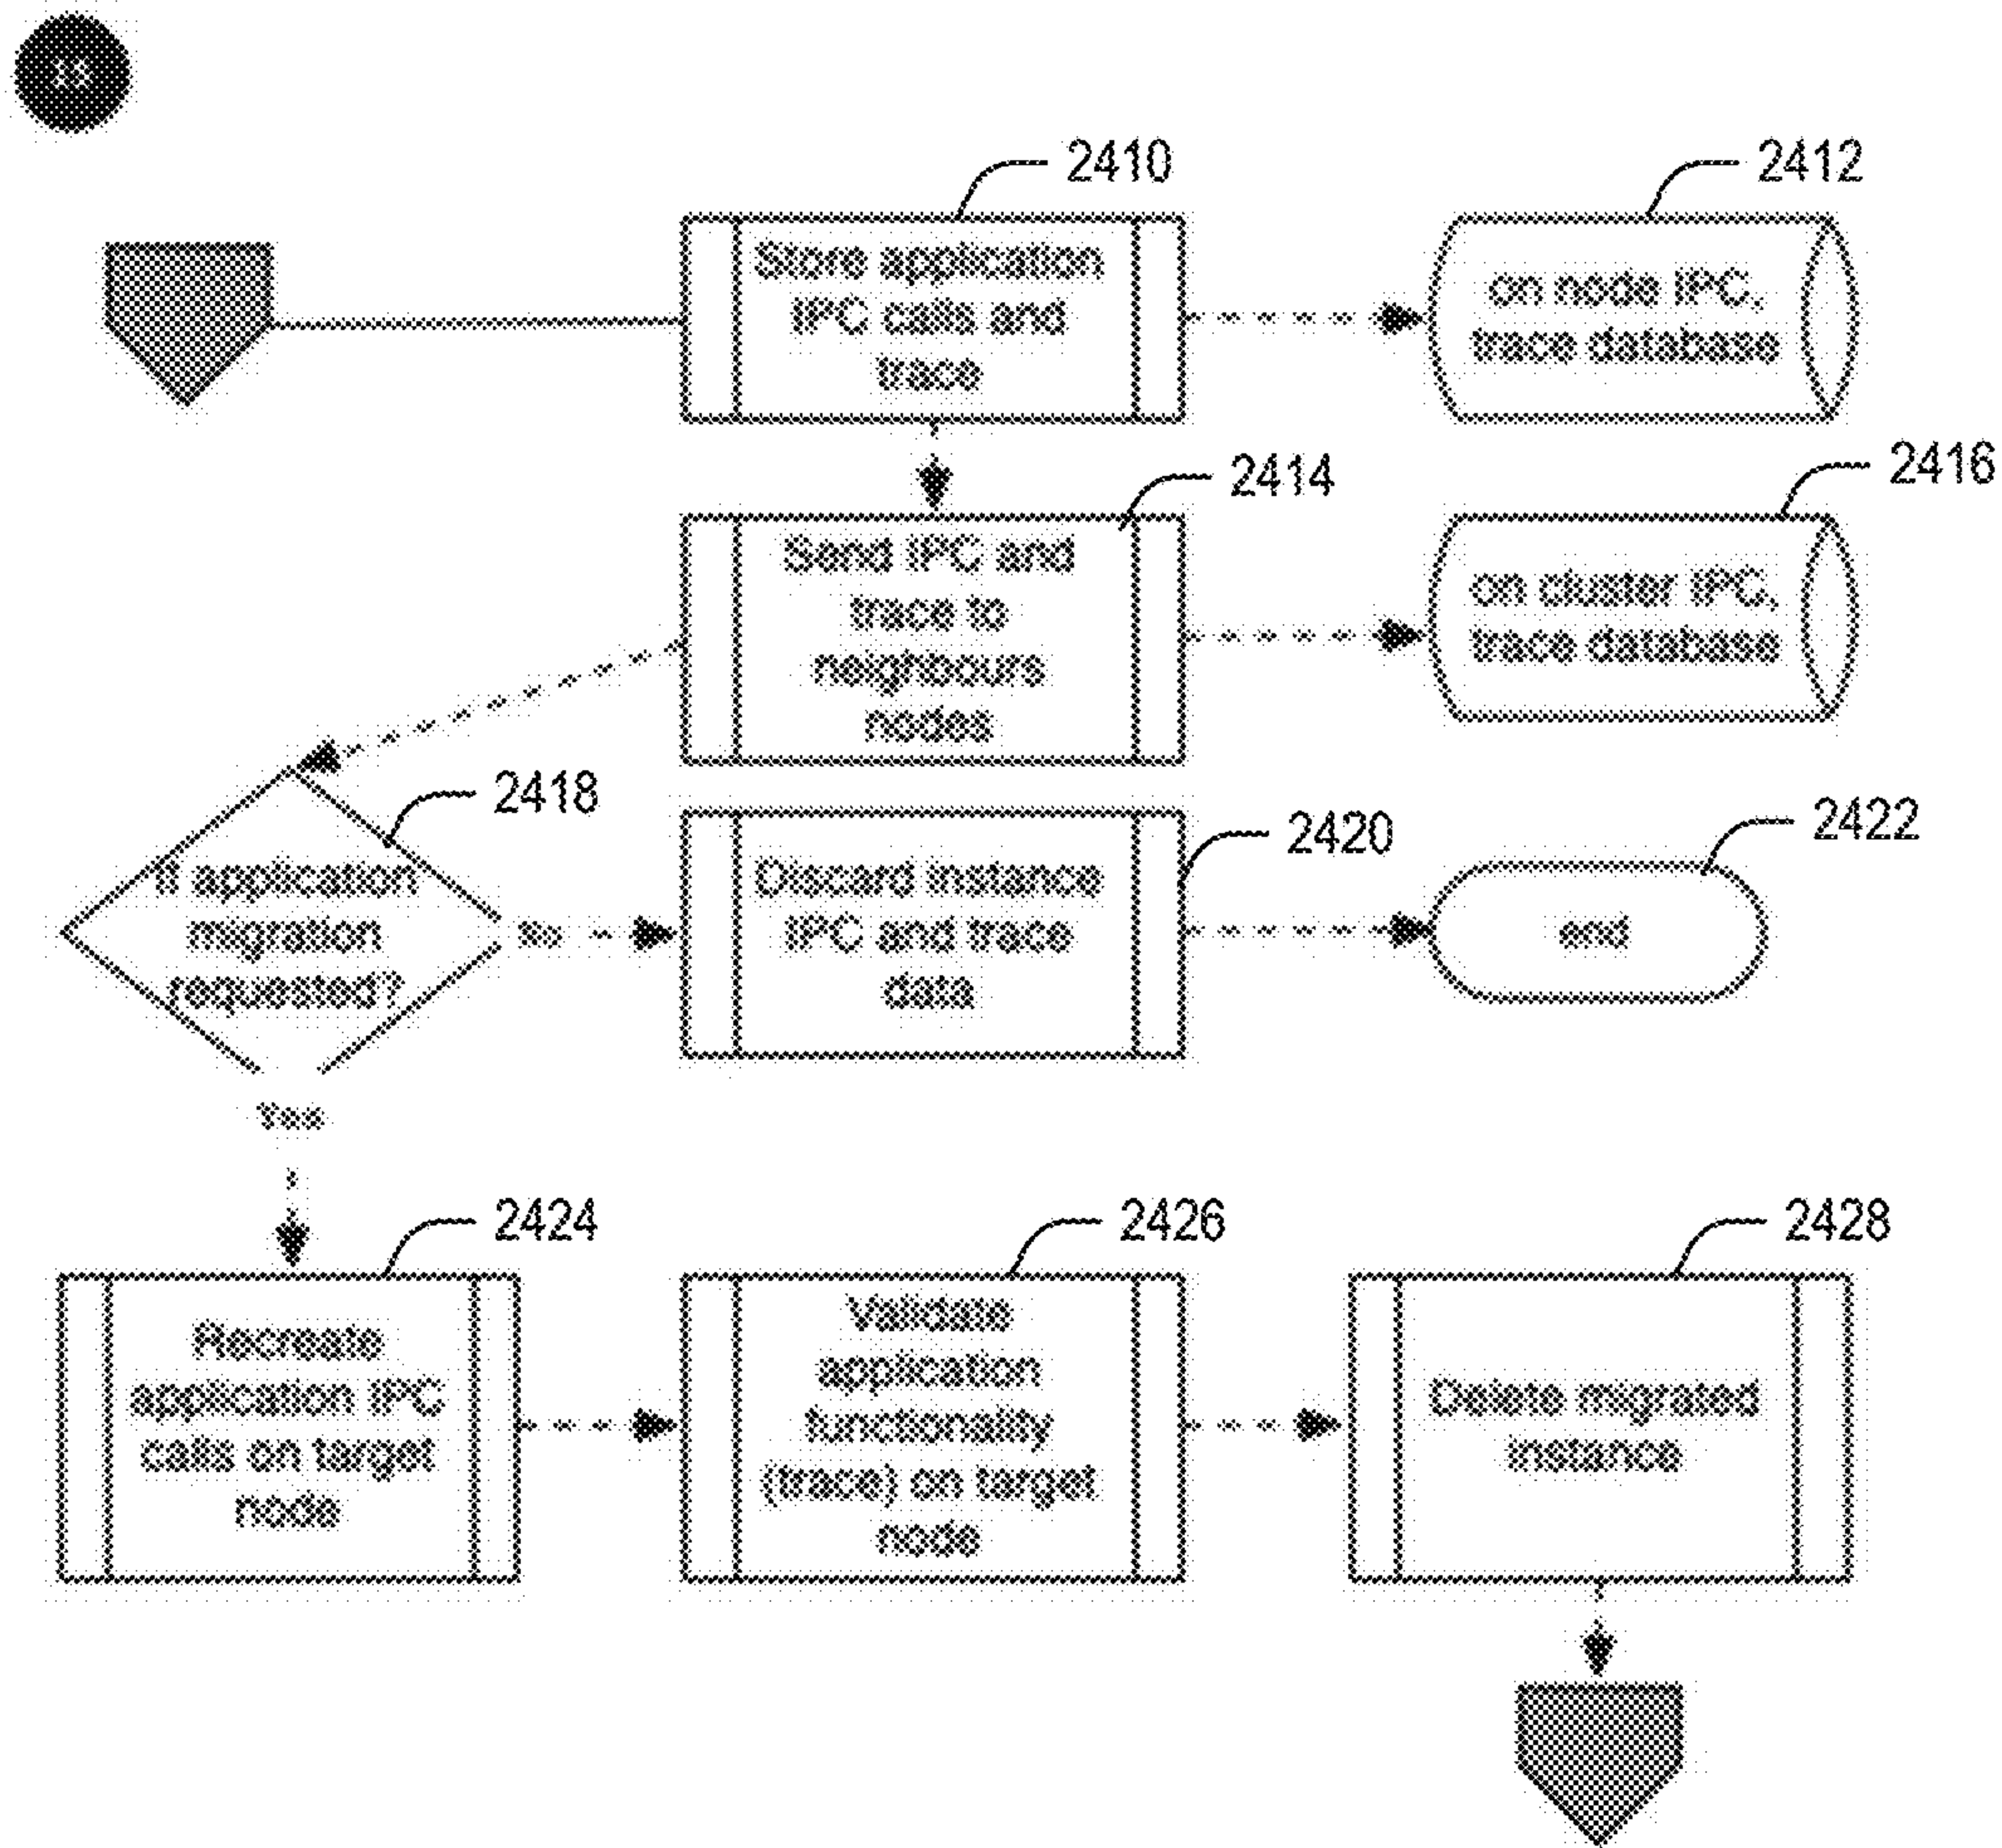 2410
Store application
IPC calls and
trace
2412
on node IPC,
trace database
2414
Send IPC and
trace to
neighbours
nodes
2416
on cluster IPC,
trace database
2418
If application
migration
requested?
No
2420
Discard instance
IPC and trace
data
2422
end
Yes
2424
Recreate
application IPC
calls on target
node
2426
Validate
application
functionality
(trace) on target
node
2428
Delete migrated
instance